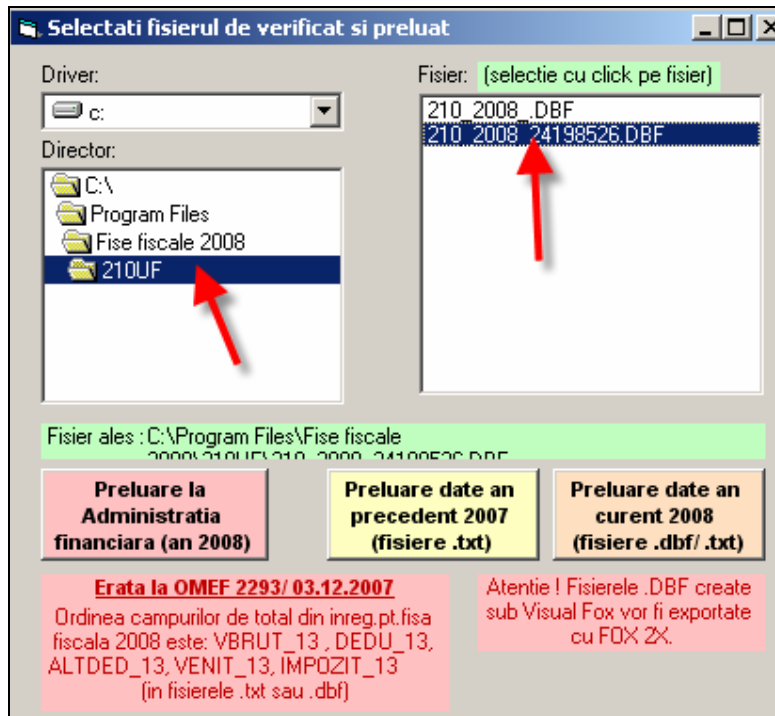 Selectati fisierul de verificat si preluat
Driver:
c:
Director:
C:\
Program Files
Fise fiscale 2008
210UF
Fisier: (selectie cu click pe fisier)
210_2008_.DBF
210_2008_24198526.DBF
Fisier ales : C:\Program Files\Fise fiscale
2008\210UF\210_2008_24198526.DBF
Preluare la
Administratia
financiara (an 2008)
Preluare date an
precedent 2007
(fisiere .txt)
Preluare date an
curent 2008
(fisiere .dbf/ .txt)
Erata la OMEF 2293/ 03.12.2007
Ordinea campurilor de total din inreg.pt.fisa
fiscala 2008 este: VBRUT_13 , DEDU_13,
ALTDED_13, VENIT_13, IMPOZIT_13
(in fisierele .txt sau .dbf)
Atentie ! Fisierele .DBF create
sub Visual Fox vor fi exportate
cu FOX 2X.